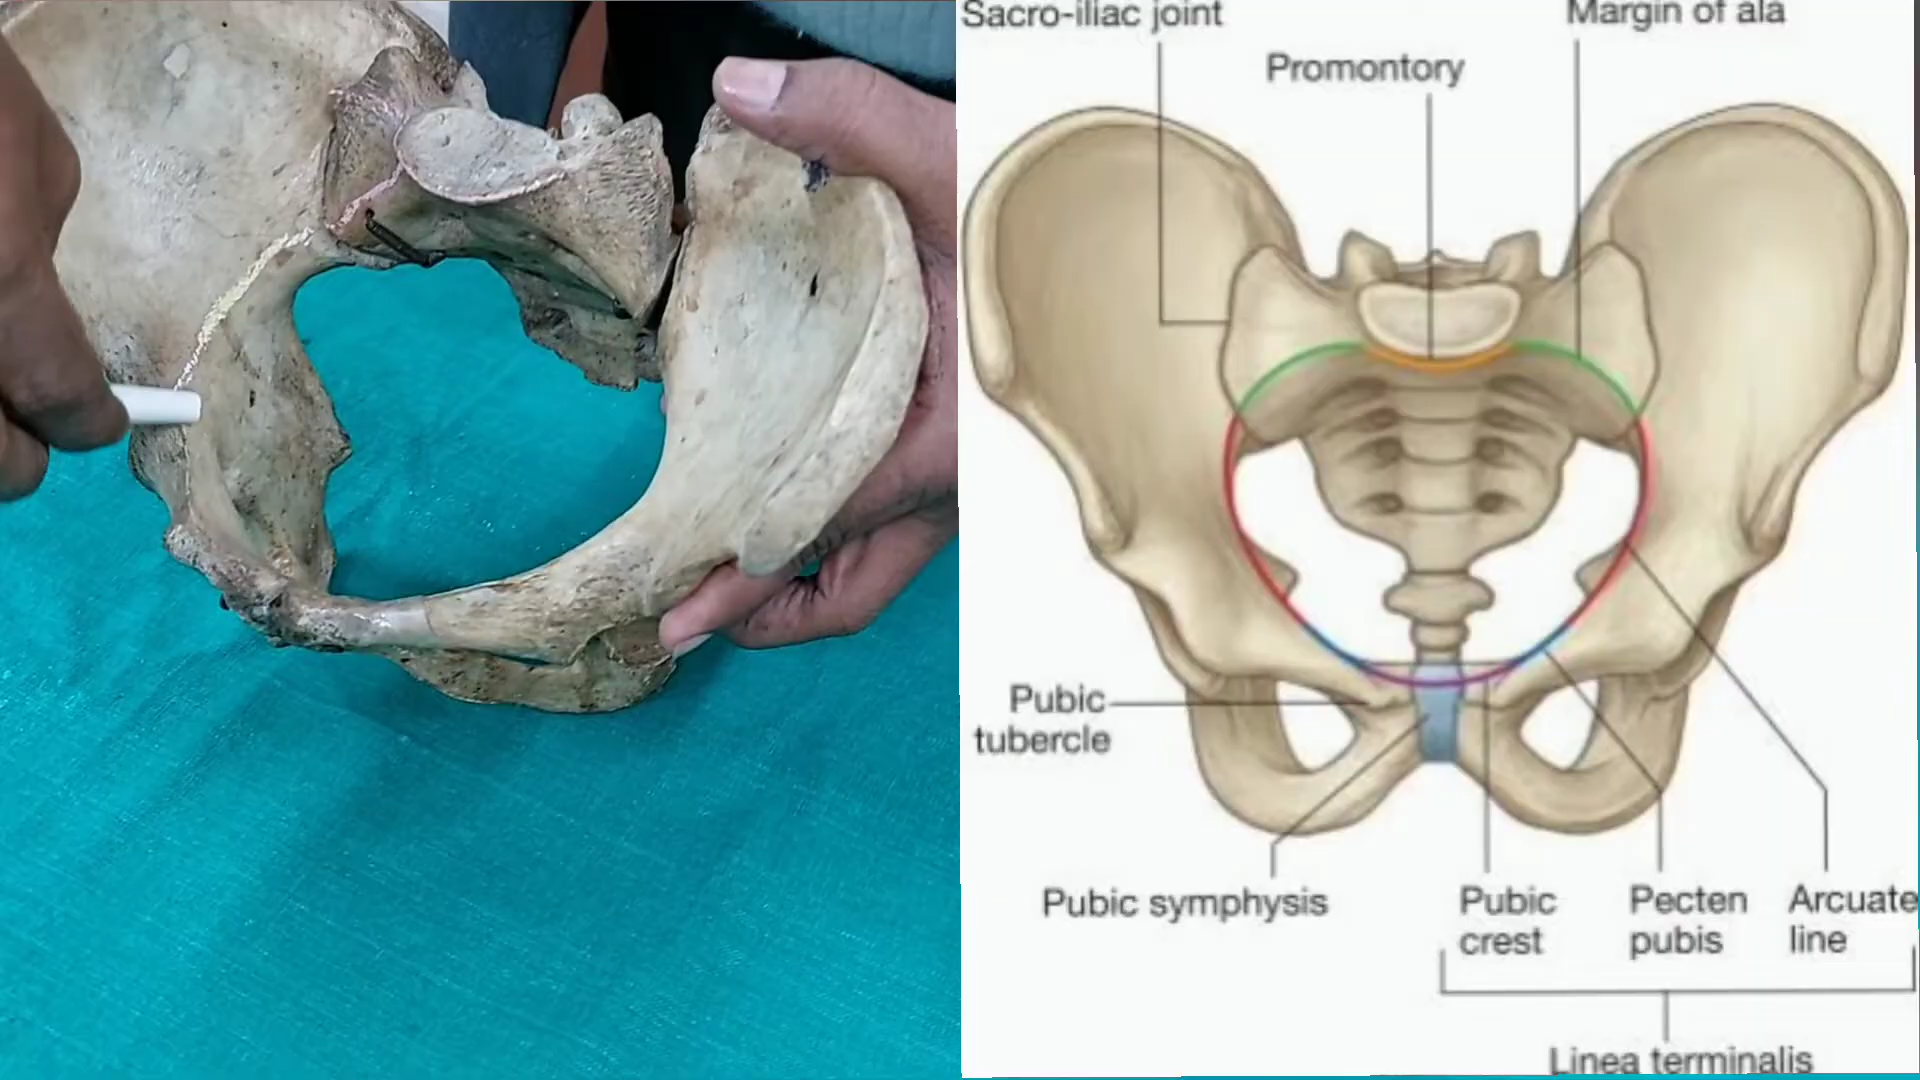 Sacro-iliac joint
Margin of ala
Promontory
Pubic
tubercle
Pubic symphysis
Pubic
crest
Pecten
pubis
Arcuate
line
Linea terminalis